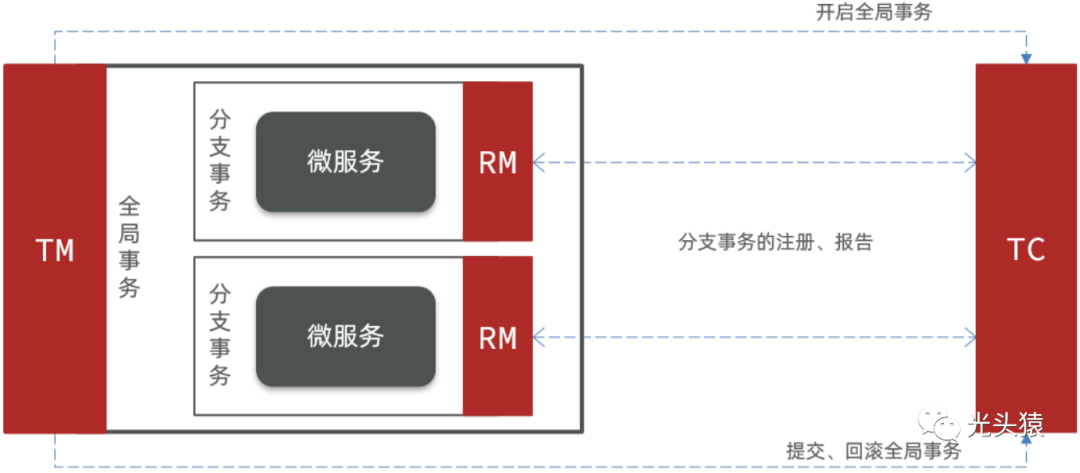 开启全局事务
TM
全局事务
分支事务
微服务
RM
分支事务
微服务
RM
分支事务的注册、报告
TC
光头猿
提交、回滚全局事务